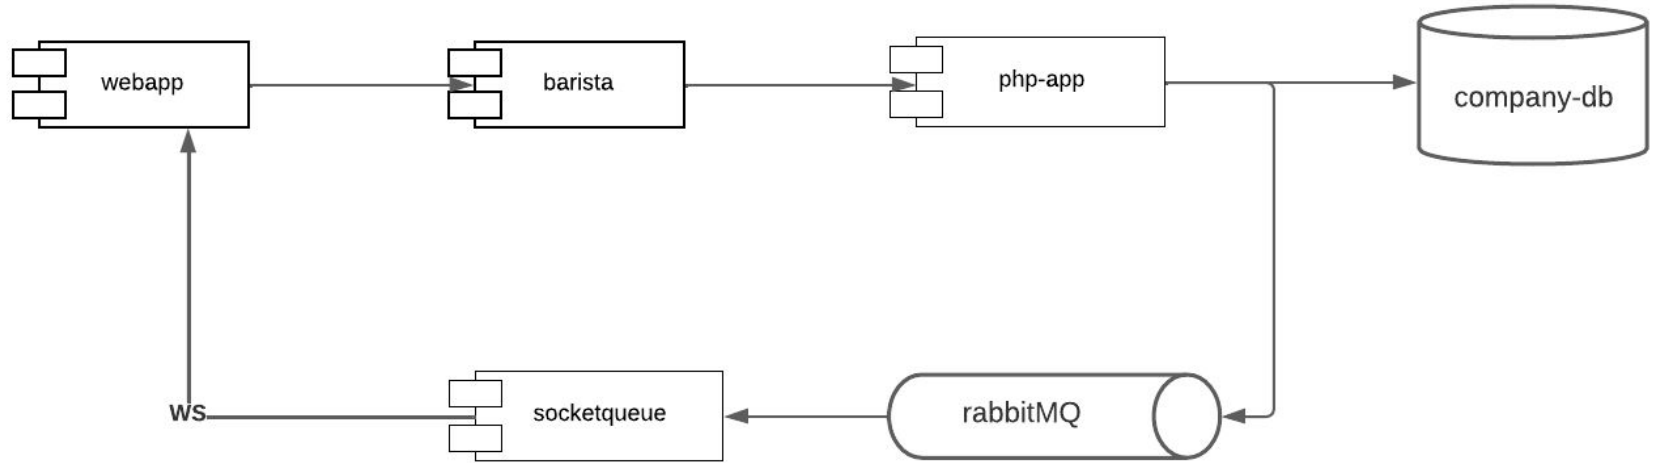 webapp
barista
php-app
company-db
ws
socketqueue
rabbitMQ